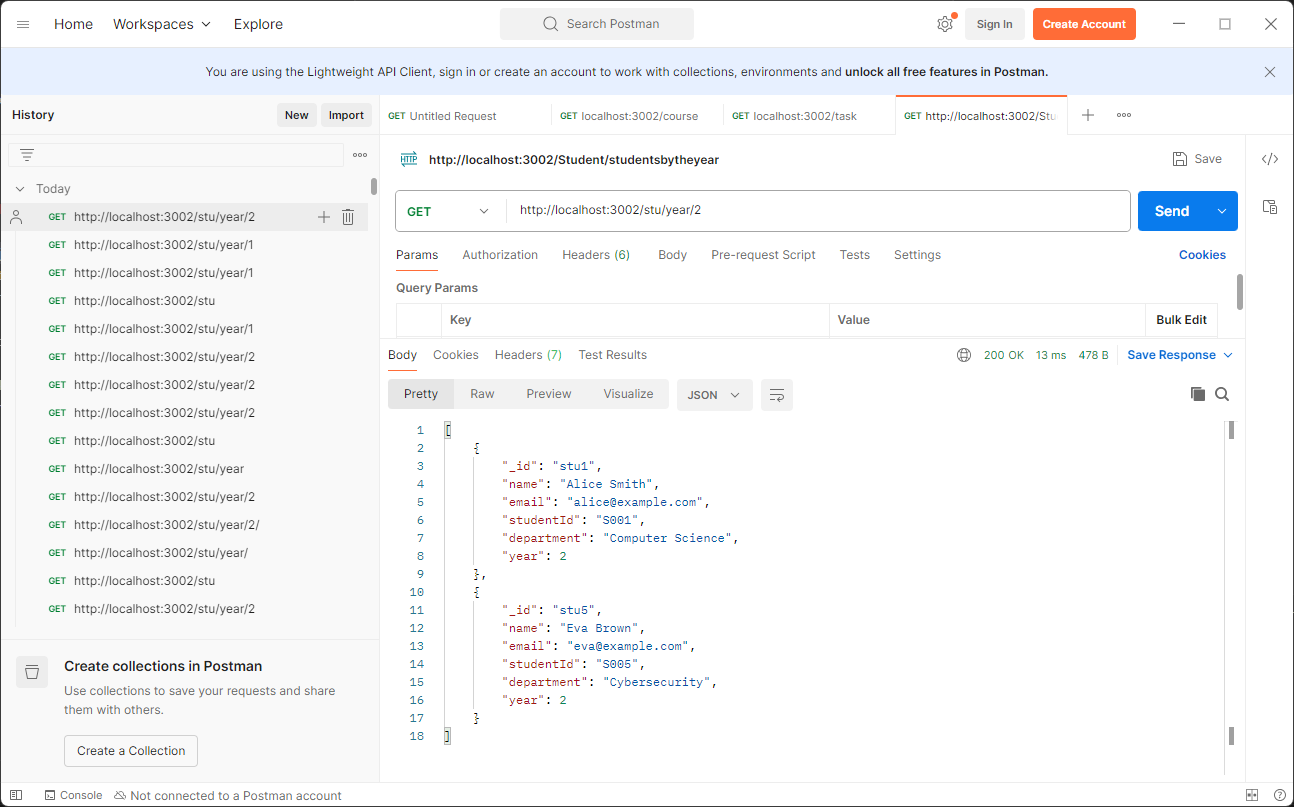 Home Workspaces Explore Search Postman Sign In Create Account
You are using the Lightweight API Client, sign in or create an account to work with collections, environments and unlock all free features in Postman.
History New Import
GET Untitled Request GET localhost:3002/course GET localhost:3002/task GET http://localhost:3002/Stu
HTTP http://localhost:3002/Student/studentsbytheyear Save
Today
GET http://localhost:3002/stu/year/2
GET http://localhost:3002/stu/year/1
GET http://localhost:3002/stu/year/1
GET http://localhost:3002/stu
GET http://localhost:3002/stu/year/1
GET http://localhost:3002/stu/year/2
GET http://localhost:3002/stu/year/2
GET http://localhost:3002/stu/year/2
GET http://localhost:3002/stu
GET http://localhost:3002/stu/year
GET http://localhost:3002/stu/year/2
GET http://localhost:3002/stu/year/2/
GET http://localhost:3002/stu/year/
GET http://localhost:3002/stu
GET http://localhost:3002/stu/year/2
Create collections in Postman
Use collections to save your requests and share
them with others.
Create a Collection
GET http://localhost:3002/stu/year/2 Send
Params Authorization Headers (6) Body Pre-request Script Tests Settings Cookies
Query Params
Key Value Bulk Edit
Body Cookies Headers (7) Test Results 200 OK 13 ms 478 B Save Response
Pretty Raw Preview Visualize JSON
1 [
2 {
3 "_id": "stu1",
4 "name": "Alice Smith",
5 "email": "alice@example.com",
6 "studentId": "S001",
7 "department": "Computer Science",
8 "year": 2
9 },
10 {
11 "_id": "stu5",
12 "name": "Eva Brown",
13 "email": "eva@example.com",
14 "studentId": "S005",
15 "department": "Cybersecurity",
16 "year": 2
17 }
18 ]
Console Not connected to a Postman account